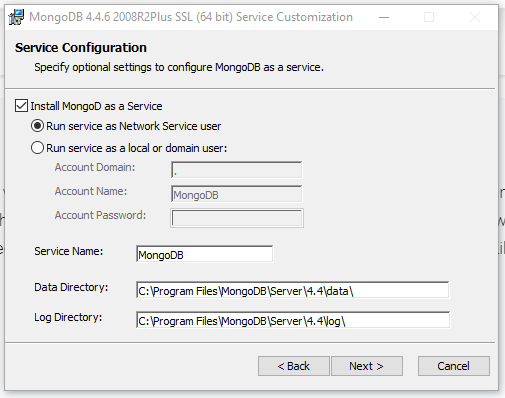 MongoDB 4.4.6 2008R2Plus SSL (64 bit) Service Customization
Service Configuration
Specify optional settings to configure MongoDB as a service.
Install MongoD as a Service
Run service as Network Service user
Run service as a local or domain user:
Account Domain: .
Account Name: MongoDB
Account Password:
Service Name: MongoDB
Data Directory: C:\Program Files\MongoDB\Server\4.4\data\
Log Directory: C:\Program Files\MongoDB\Server\4.4\log\
< Back Next > Cancel